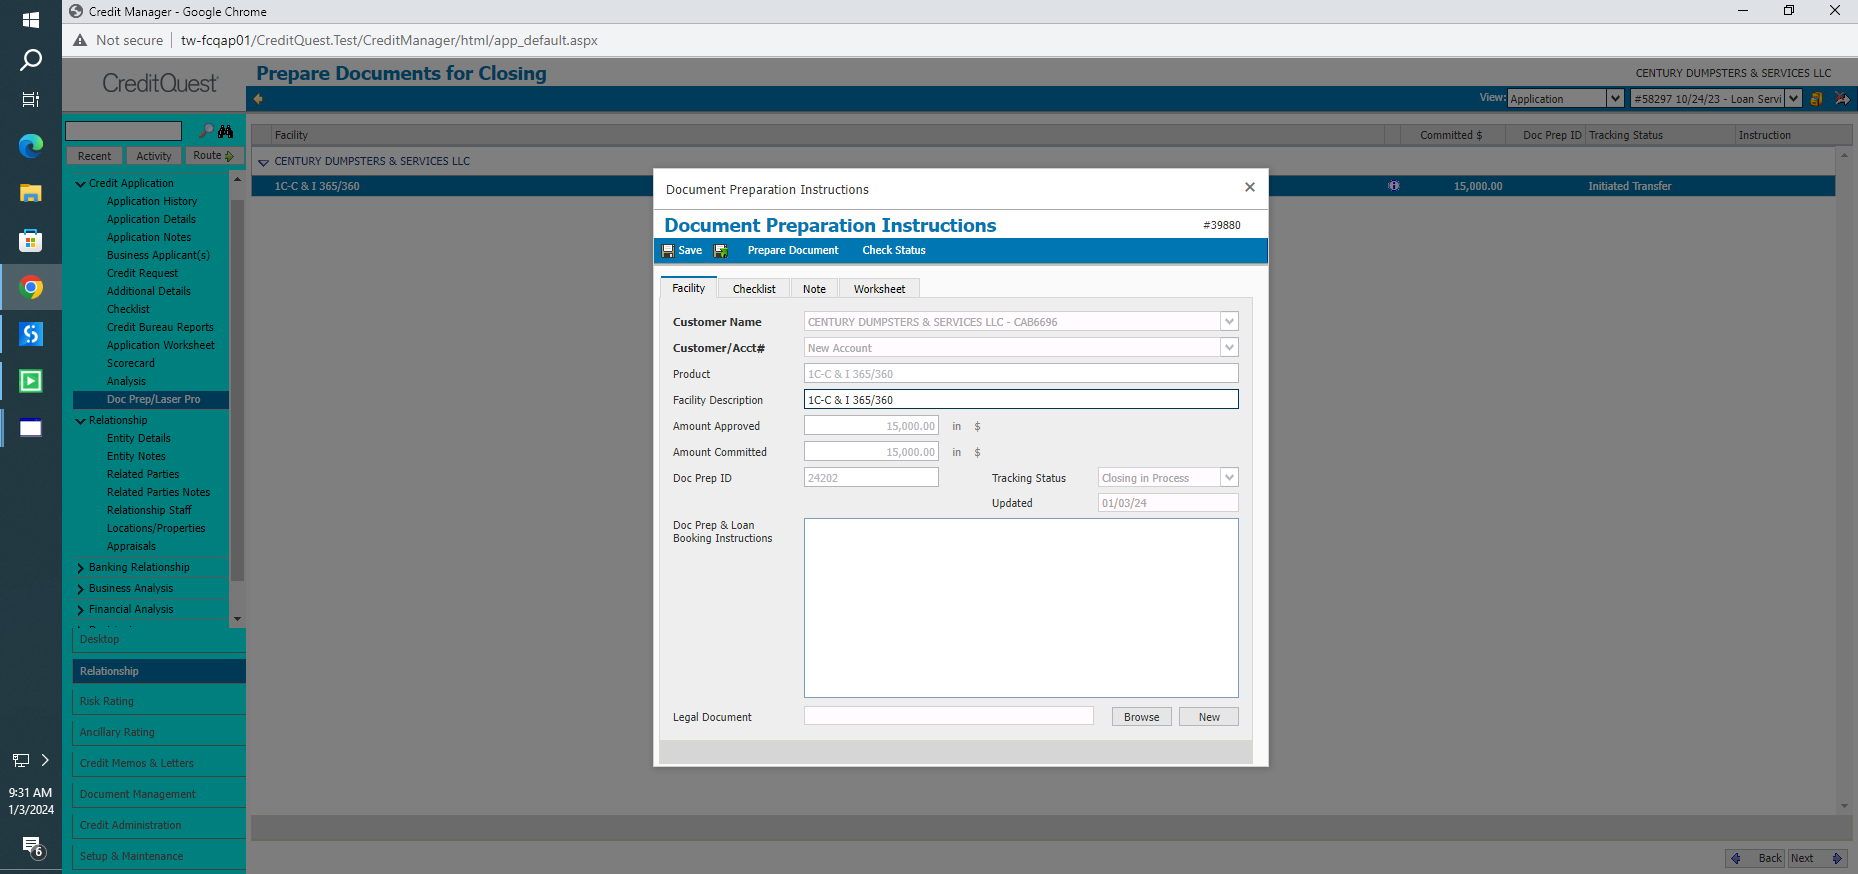 Credit Manager - Google Chrome
Not secure | tw-fcqap01/CreditQuest.Test/CreditManager/html/app_default.aspx
CreditQuest
Prepare Documents for Closing
CENTURY DUMPSTERS & SERVICES LLC
View: Application #58297 10/24/23 - Loan Servi
Recent Activity Route
Facility Committed $ Doc Prep ID Tracking Status Instruction
CENTURY DUMPSTERS & SERVICES LLC
1C-C & I 365/360 15,000.00 Initiated Transfer
Credit Application
Application History
Application Details
Application Notes
Business Applicant(s)
Credit Request
Additional Details
Checklist
Credit Bureau Reports
Application Worksheet
Scorecard
Analysis
Doc Prep/Laser Pro
Relationship
Entity Details
Entity Notes
Related Parties
Related Parties Notes
Relationship Staff
Locations/Properties
Appraisals
Banking Relationship
Business Analysis
Financial Analysis
Desktop
Relationship
Risk Rating
Ancillary Rating
Credit Memos & Letters
Document Management
Credit Administration
Setup & Maintenance
Document Preparation Instructions
Document Preparation Instructions #39880
Save Prepare Document Check Status
Facility Checklist Note Worksheet
Customer Name CENTURY DUMPSTERS & SERVICES LLC - CAB6696
Customer/Acct# New Account
Product 1C-C & I 365/360
Facility Description 1C-C & I 365/360
Amount Approved 15,000.00 in $
Amount Committed 15,000.00 in $
Doc Prep ID 24202 Tracking Status Closing in Process
Updated 01/03/24
Doc Prep & Loan
Booking Instructions
Legal Document Browse New
Back Next
9:31 AM
1/3/2024
6